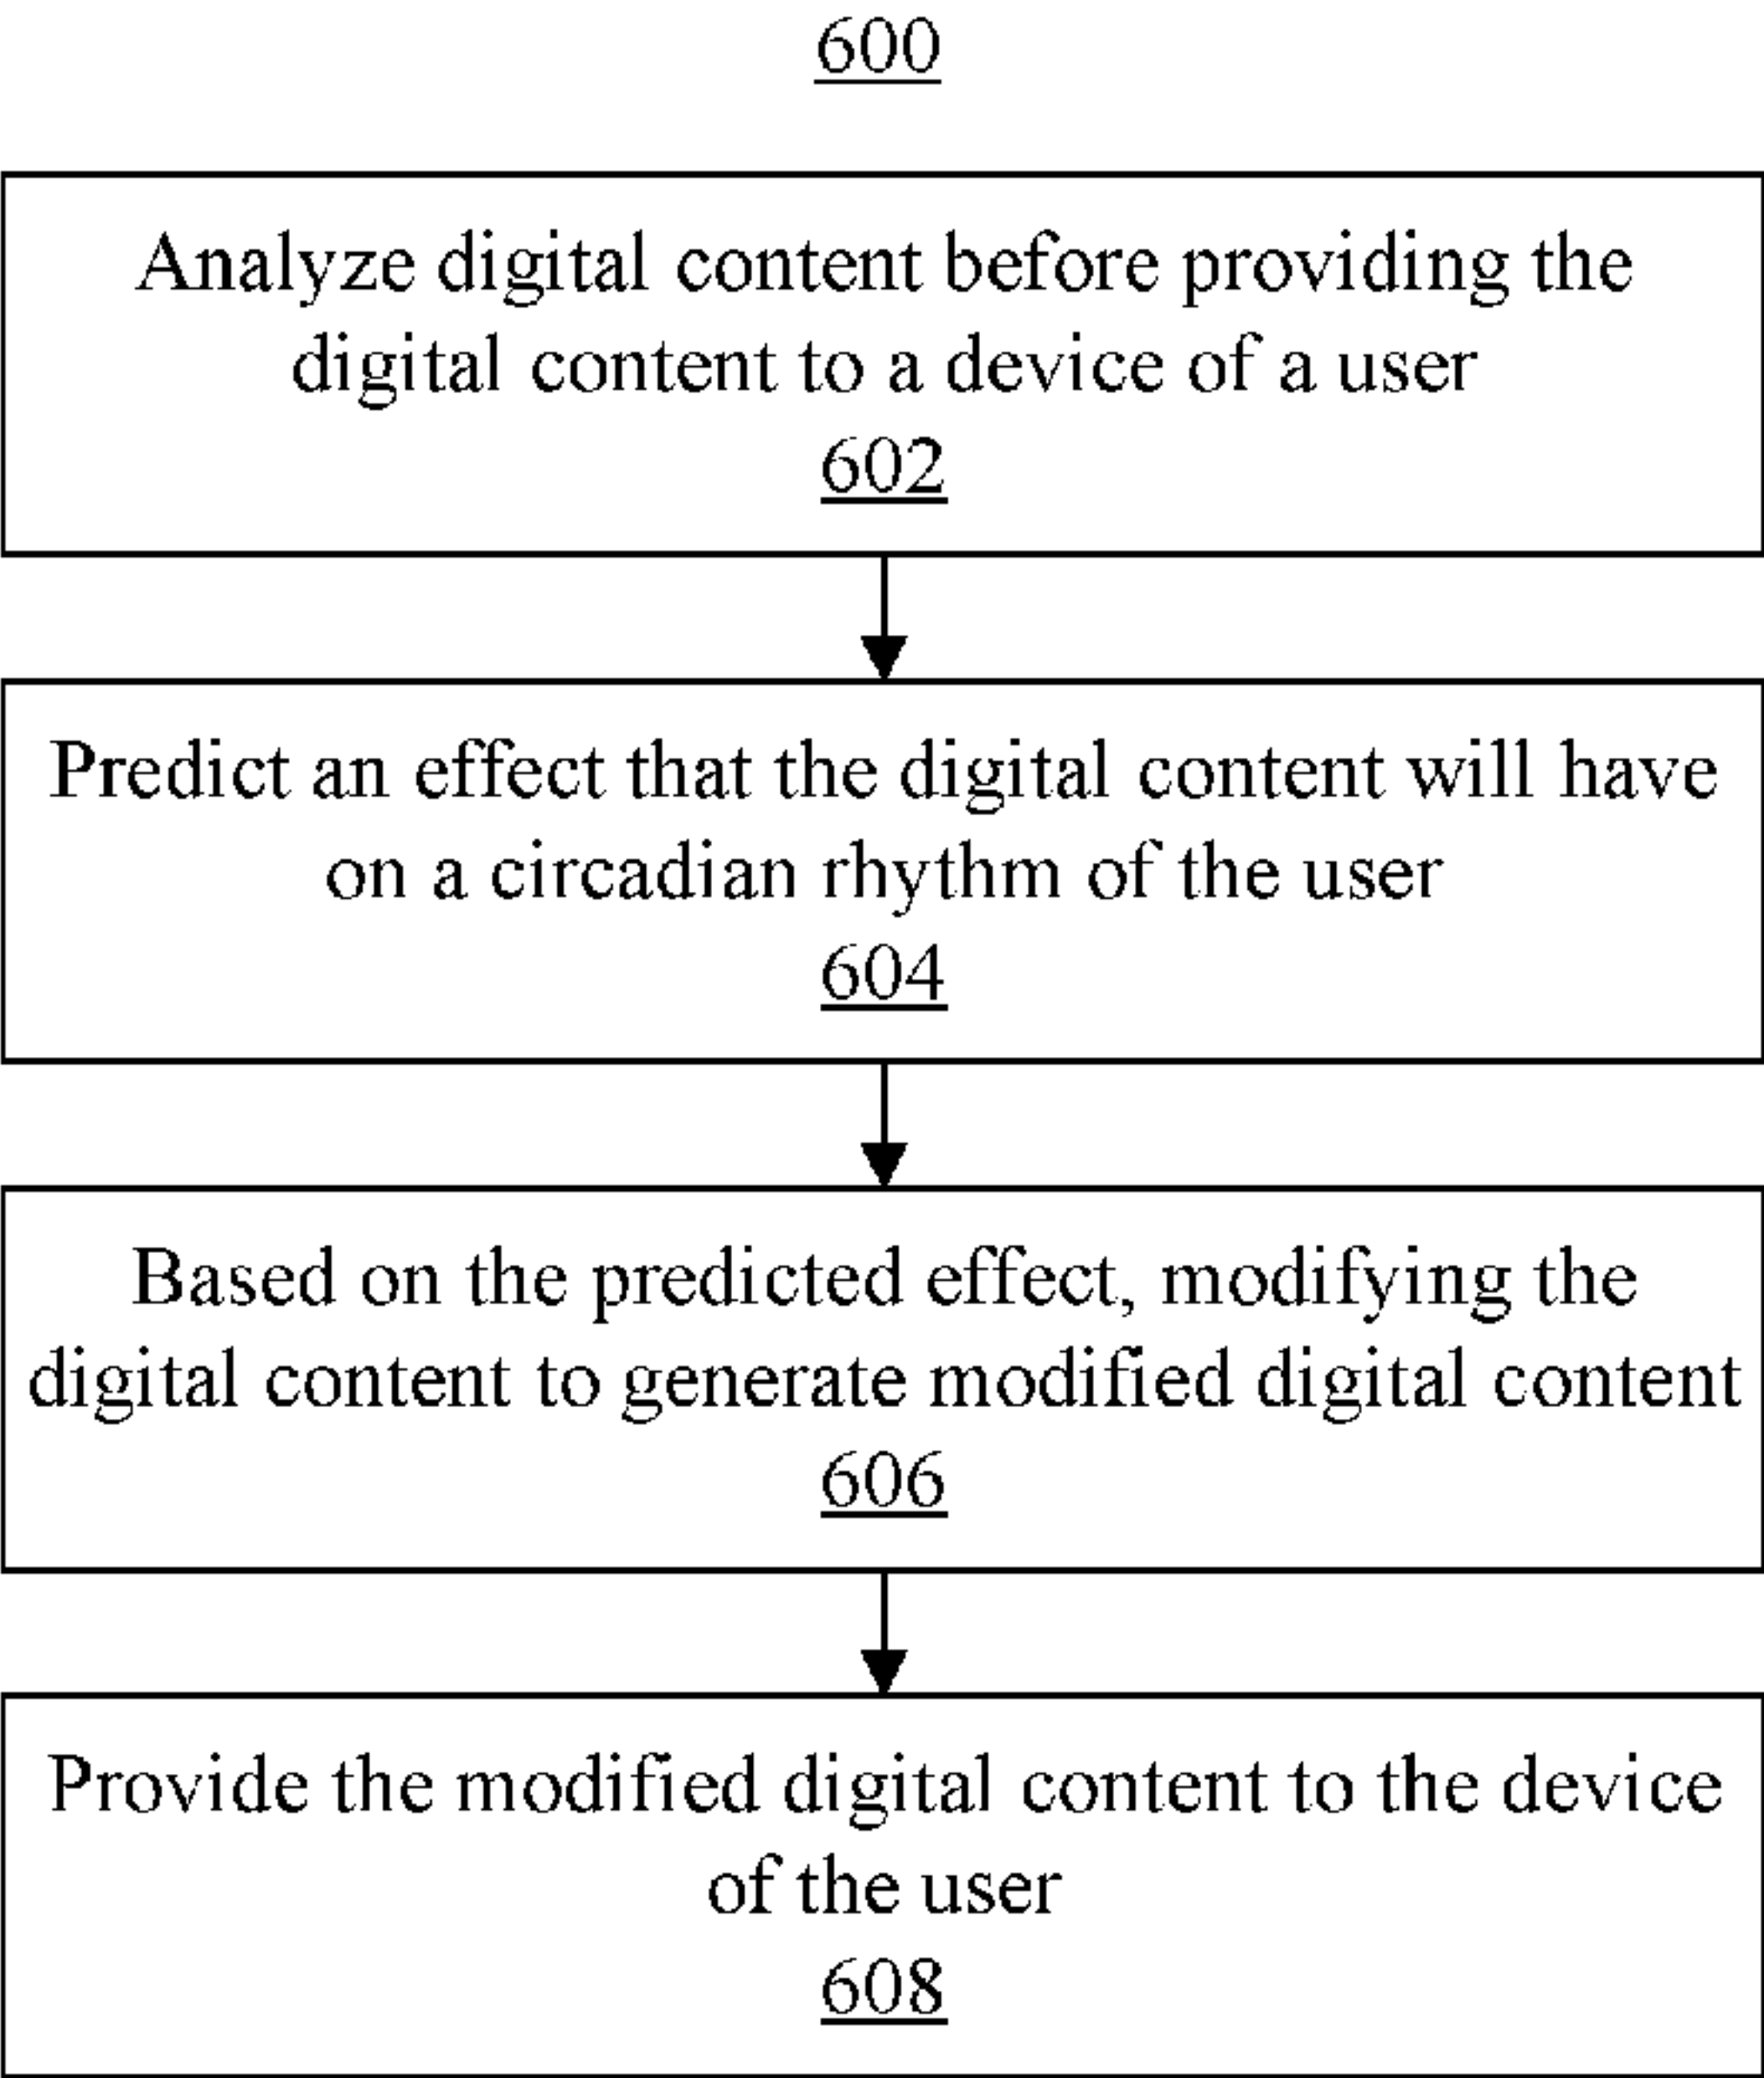 600
Analyze digital content before providing the
digital content to a device of a user
602
Predict an effect that the digital content will have
on a circadian rhythm of the user
604
Based on the predicted effect, modifying the
digital content to generate modified digital content
606
Provide the modified digital content to the device
of the user
608